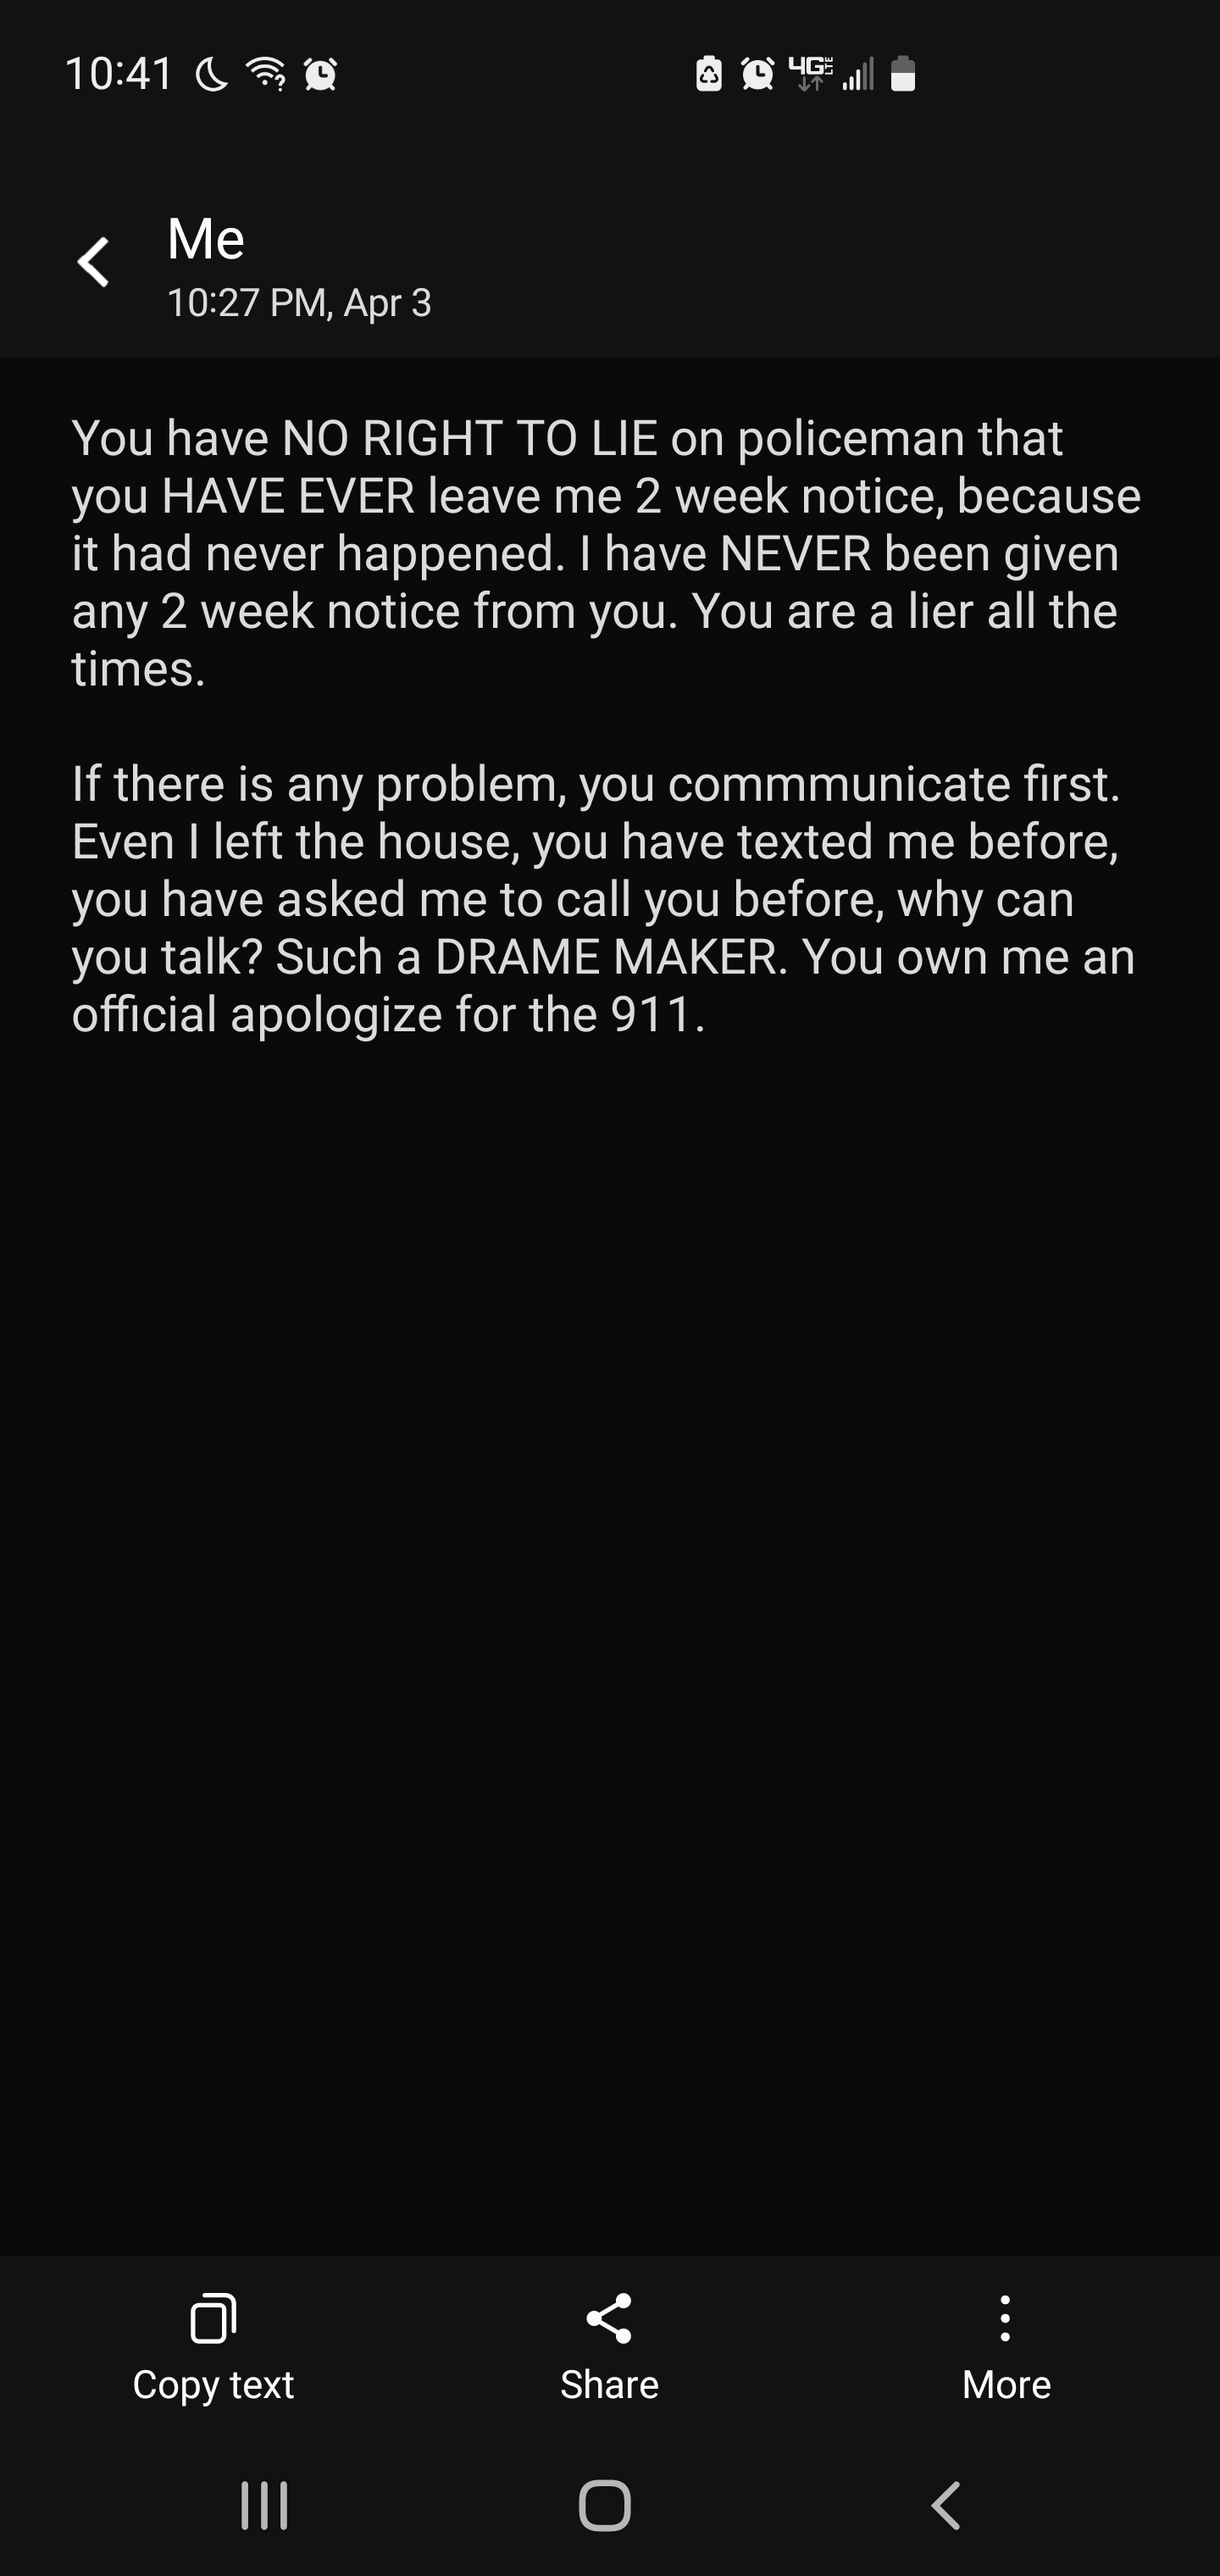 10:41
4G LTE
Me
10:27 PM, Apr 3
You have NO RIGHT TO LIE on policeman that
you HAVE EVER leave me 2 week notice, because
it had never happened. I have NEVER been given
any 2 week notice from you. You are a lier all the
times.
If there is any problem, you commmunicate first.
Even I left the house, you have texted me before,
you have asked me to call you before, why can
you talk? Such a DRAME MAKER. You own me an
official apologize for the 911.
Copy text
Share
More